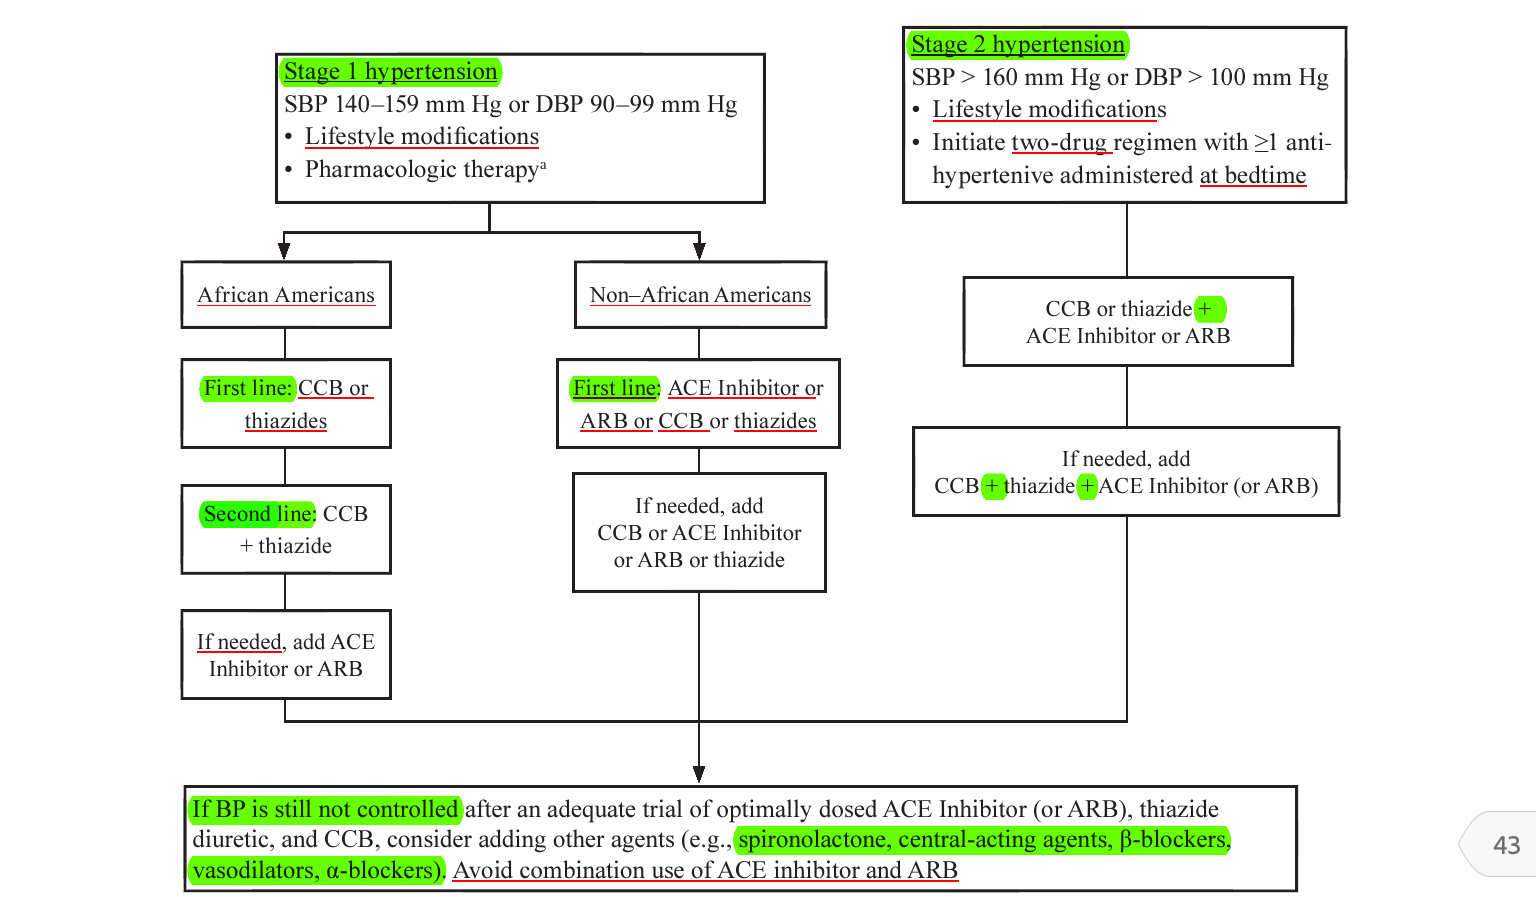 Stage 1 hypertension
SBP 140–159 mm Hg or DBP 90–99 mm Hg
• Lifestyle modifications
• Pharmacologic therapyᵃ
Stage 2 hypertension
SBP > 160 mm Hg or DBP > 100 mm Hg
• Lifestyle modifications
• Initiate two-drug regimen with ≥1 anti-
hypertenive administered at bedtime
African Americans
First line: CCB or
thiazides
Second line: CCB
+ thiazide
If needed, add ACE
Inhibitor or ARB
Non–African Americans
First line: ACE Inhibitor or
ARB or CCB or thiazides
If needed, add
CCB or ACE Inhibitor
or ARB or thiazide
CCB or thiazide +
ACE Inhibitor or ARB
If needed, add
CCB + thiazide + ACE Inhibitor (or ARB)
If BP is still not controlled after an adequate trial of optimally dosed ACE Inhibitor (or ARB), thiazide
diuretic, and CCB, consider adding other agents (e.g., spironolactone, central-acting agents, β-blockers,
vasodilators, α-blockers). Avoid combination use of ACE inhibitor and ARB
43